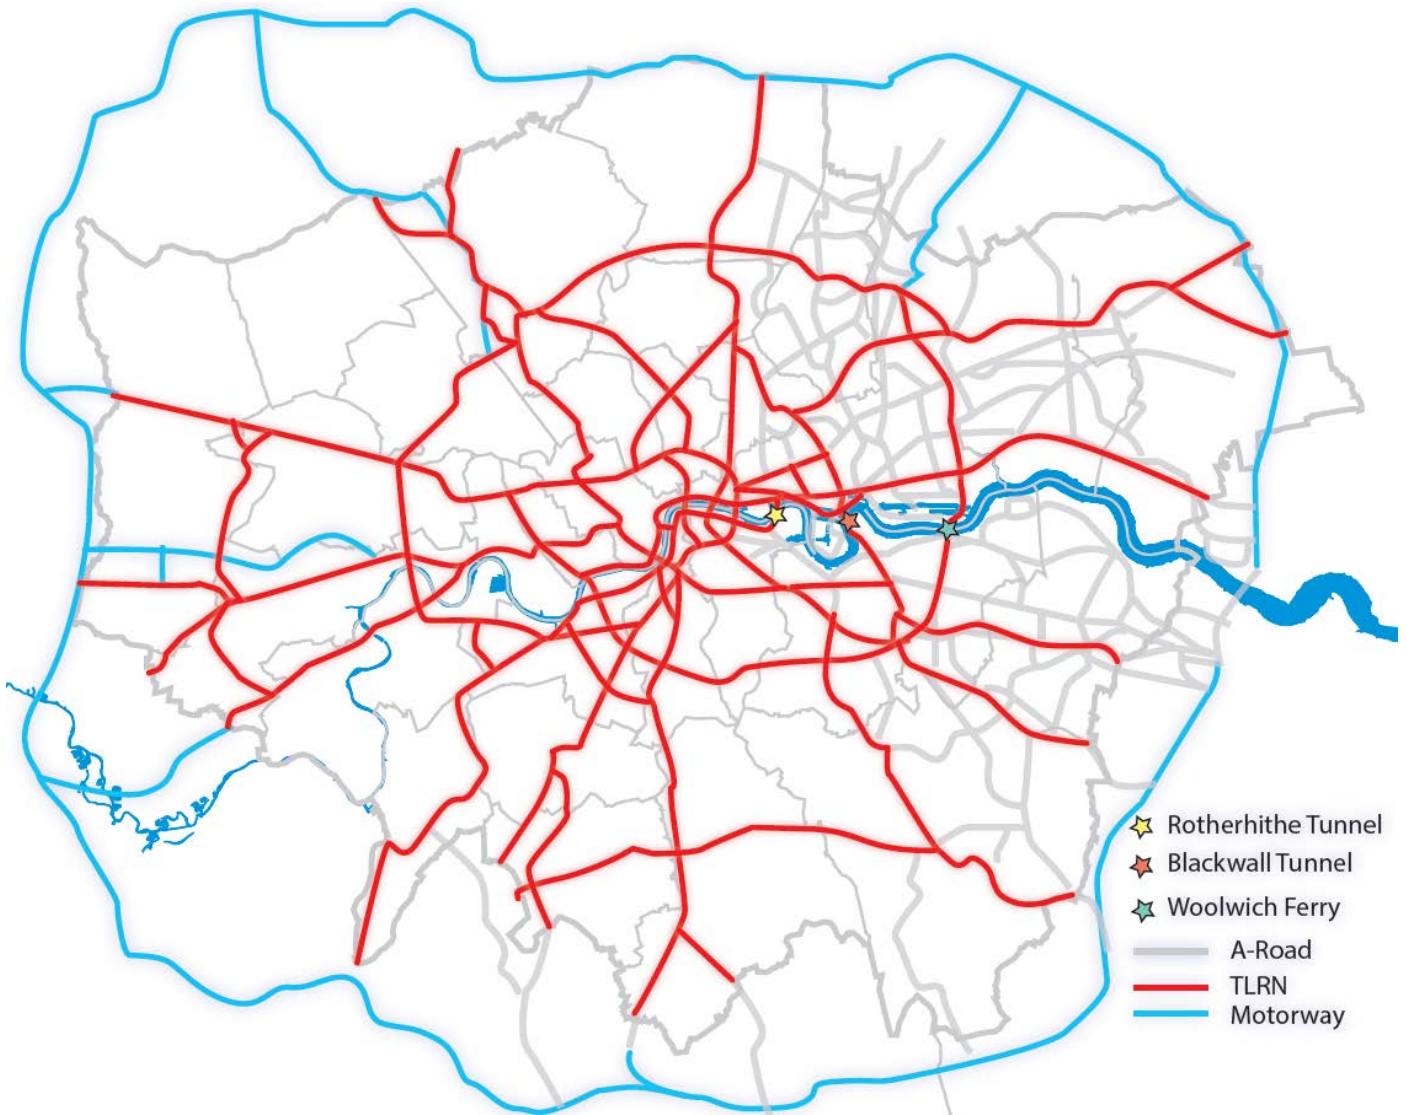 Rotherhithe Tunnel
Blackwall Tunnel
Woolwich Ferry
A-Road
TLRN
Motorway